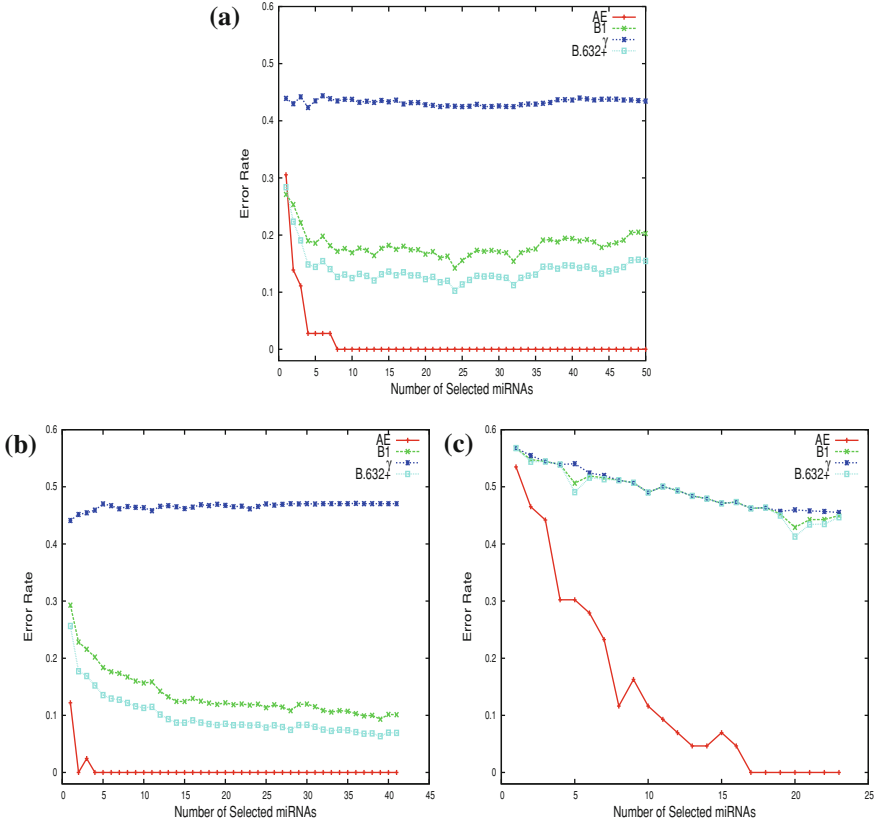 (a)
0.6
0.5
0.4
0.3
0.2
0.1
0
Error Rate
AE
B1
γ
B.632+
0 5 10 15 20 25 30 35 40 45 50
Number of Selected miRNAs
(b)
0.6
0.5
0.4
0.3
0.2
0.1
0
Error Rate
AE
B1
γ
B.632+
0 5 10 15 20 25 30 35 40 45
Number of Selected miRNAs
(c)
0.6
0.5
0.4
0.3
0.2
0.1
0
Error Rate
AE
B1
γ
B.632+
0 5 10 15 20 25
Number of Selected miRNAs